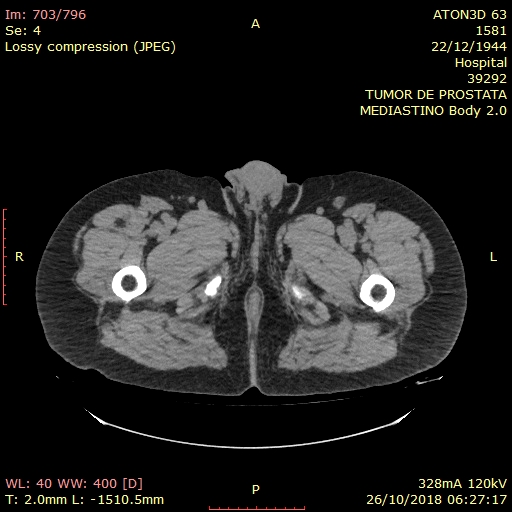 Im: 703/796
Se: 4
Lossy compression (JPEG)
A
ATON3D 63
1581
22/12/1944
Hospital
39292
TUMOR DE PROSTATA
MEDIASTINO Body 2.0
R
L
WL: 40 WW: 400 [D]
T: 2.0mm L: -1510.5mm
P
328mA 120kV
26/10/2018 06:27:17